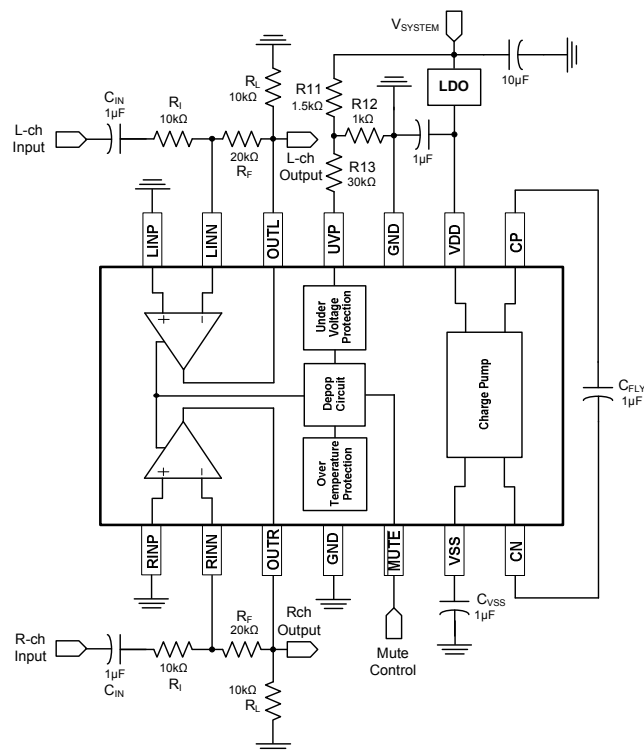 VSYSTEM
LDO
10µF
RL
10kΩ
R11
1.5kΩ
R12
1kΩ
1µF
CIN
1µF
RI
10kΩ
L-ch
Input
20kΩ
RF
L-ch
Output
R13
30kΩ
LINP
LINN
OUTL
UVP
GND
VDD
CP
+
-
Under
Voltage
Protection
Depop
Circuit
Over
Temperature
Protection
Charge Pump
CFLY
1µF
+
-
RINP
RINN
OUTR
GND
MUTE
VSS
CN
CVSS
1µF
R-ch
Input
1µF
CIN
10kΩ
RI
RF
20kΩ
Rch
Output
10kΩ
RL
Mute
Control